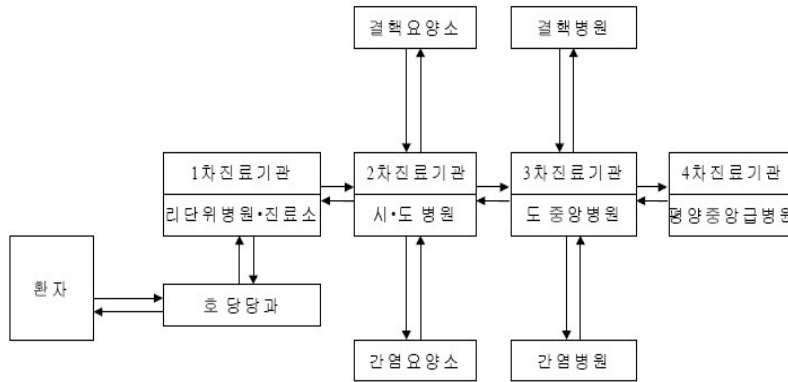 결핵요양소
결핵병원
1차진료기관
2차진료기관
3차진료기관
4차진료기관
리단위병원•진료소
시•도 병원
도 중앙병원
평양중앙급병원
환자
호 당당과
간염요양소
간염병원